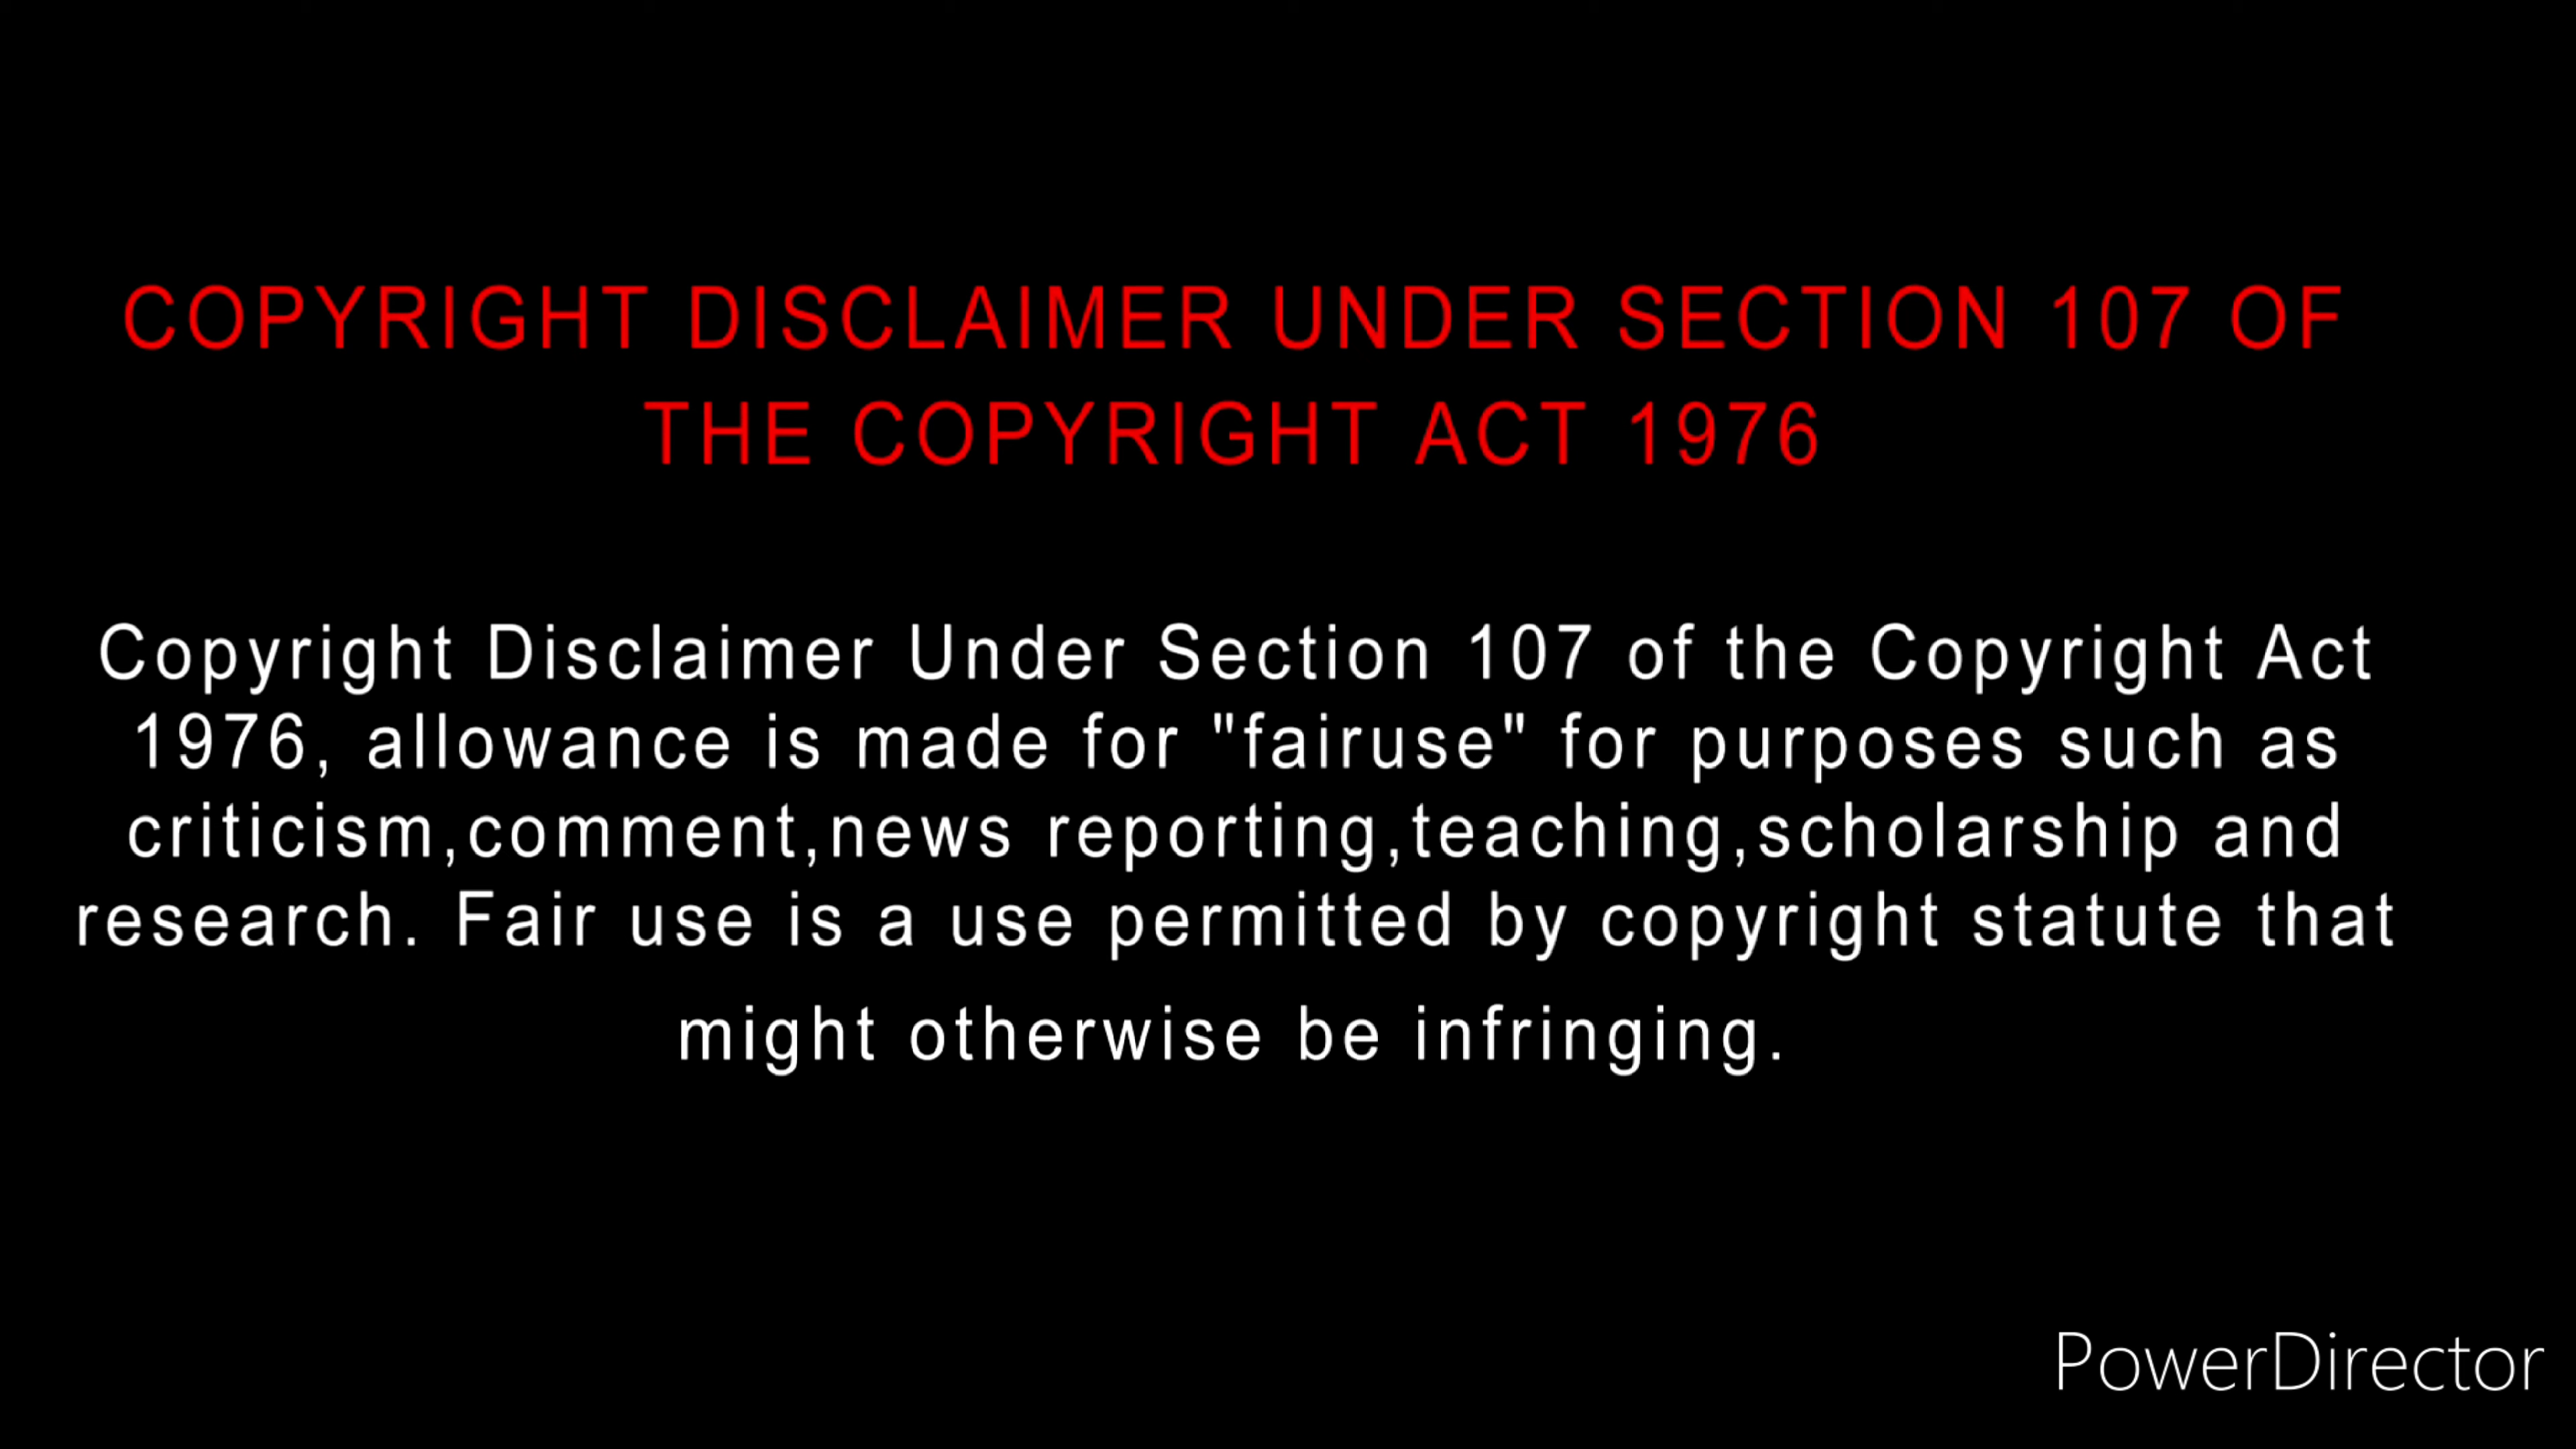 COPYRIGHT DISCLAIMER UNDER SECTION 107 OF
THE COPYRIGHT ACT 1976
Copyright Disclaimer Under Section 107 of the Copyright Act
1976, allowance is made for "fairuse" for purposes such as
criticism,comment,news reporting,teaching,scholarship and
research. Fair use is a use permitted by copyright statute that
might otherwise be infringing.
PowerDirector